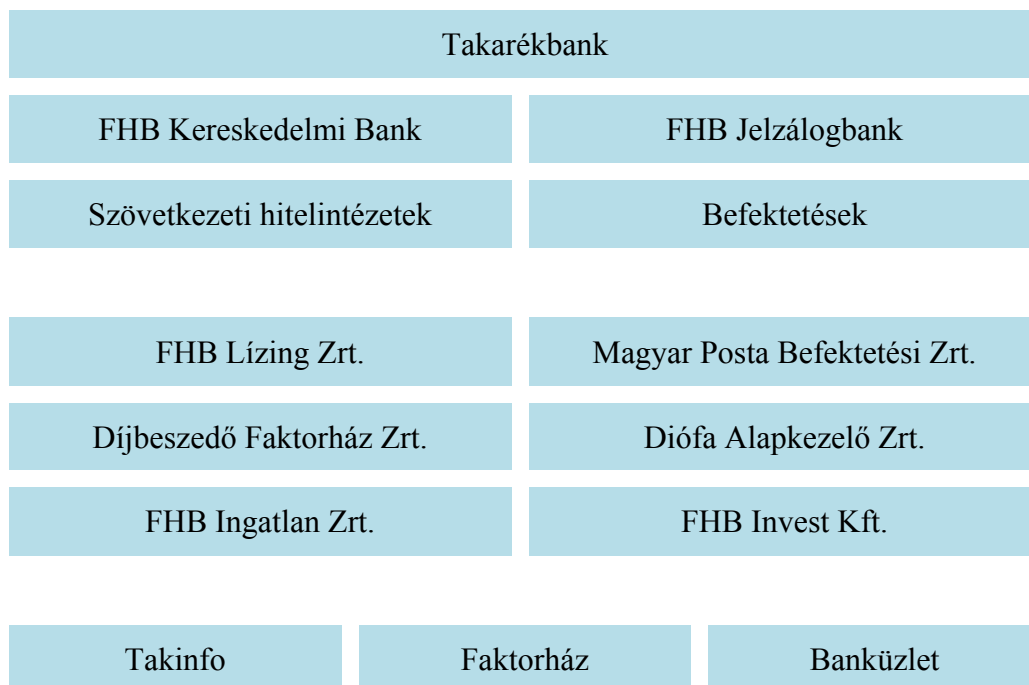 Takarékbank
FHB Kereskedelmi Bank
FHB Jelzálogbank
Szövetkezeti hitelintézetek
Befektetések
FHB Lízing Zrt.
Magyar Posta Befektetési Zrt.
Díjbeszedő Faktorház Zrt.
Diófa Alapkezelő Zrt.
FHB Ingatlan Zrt.
FHB Invest Kft.
Takinfo
Faktorház
Banküzlet